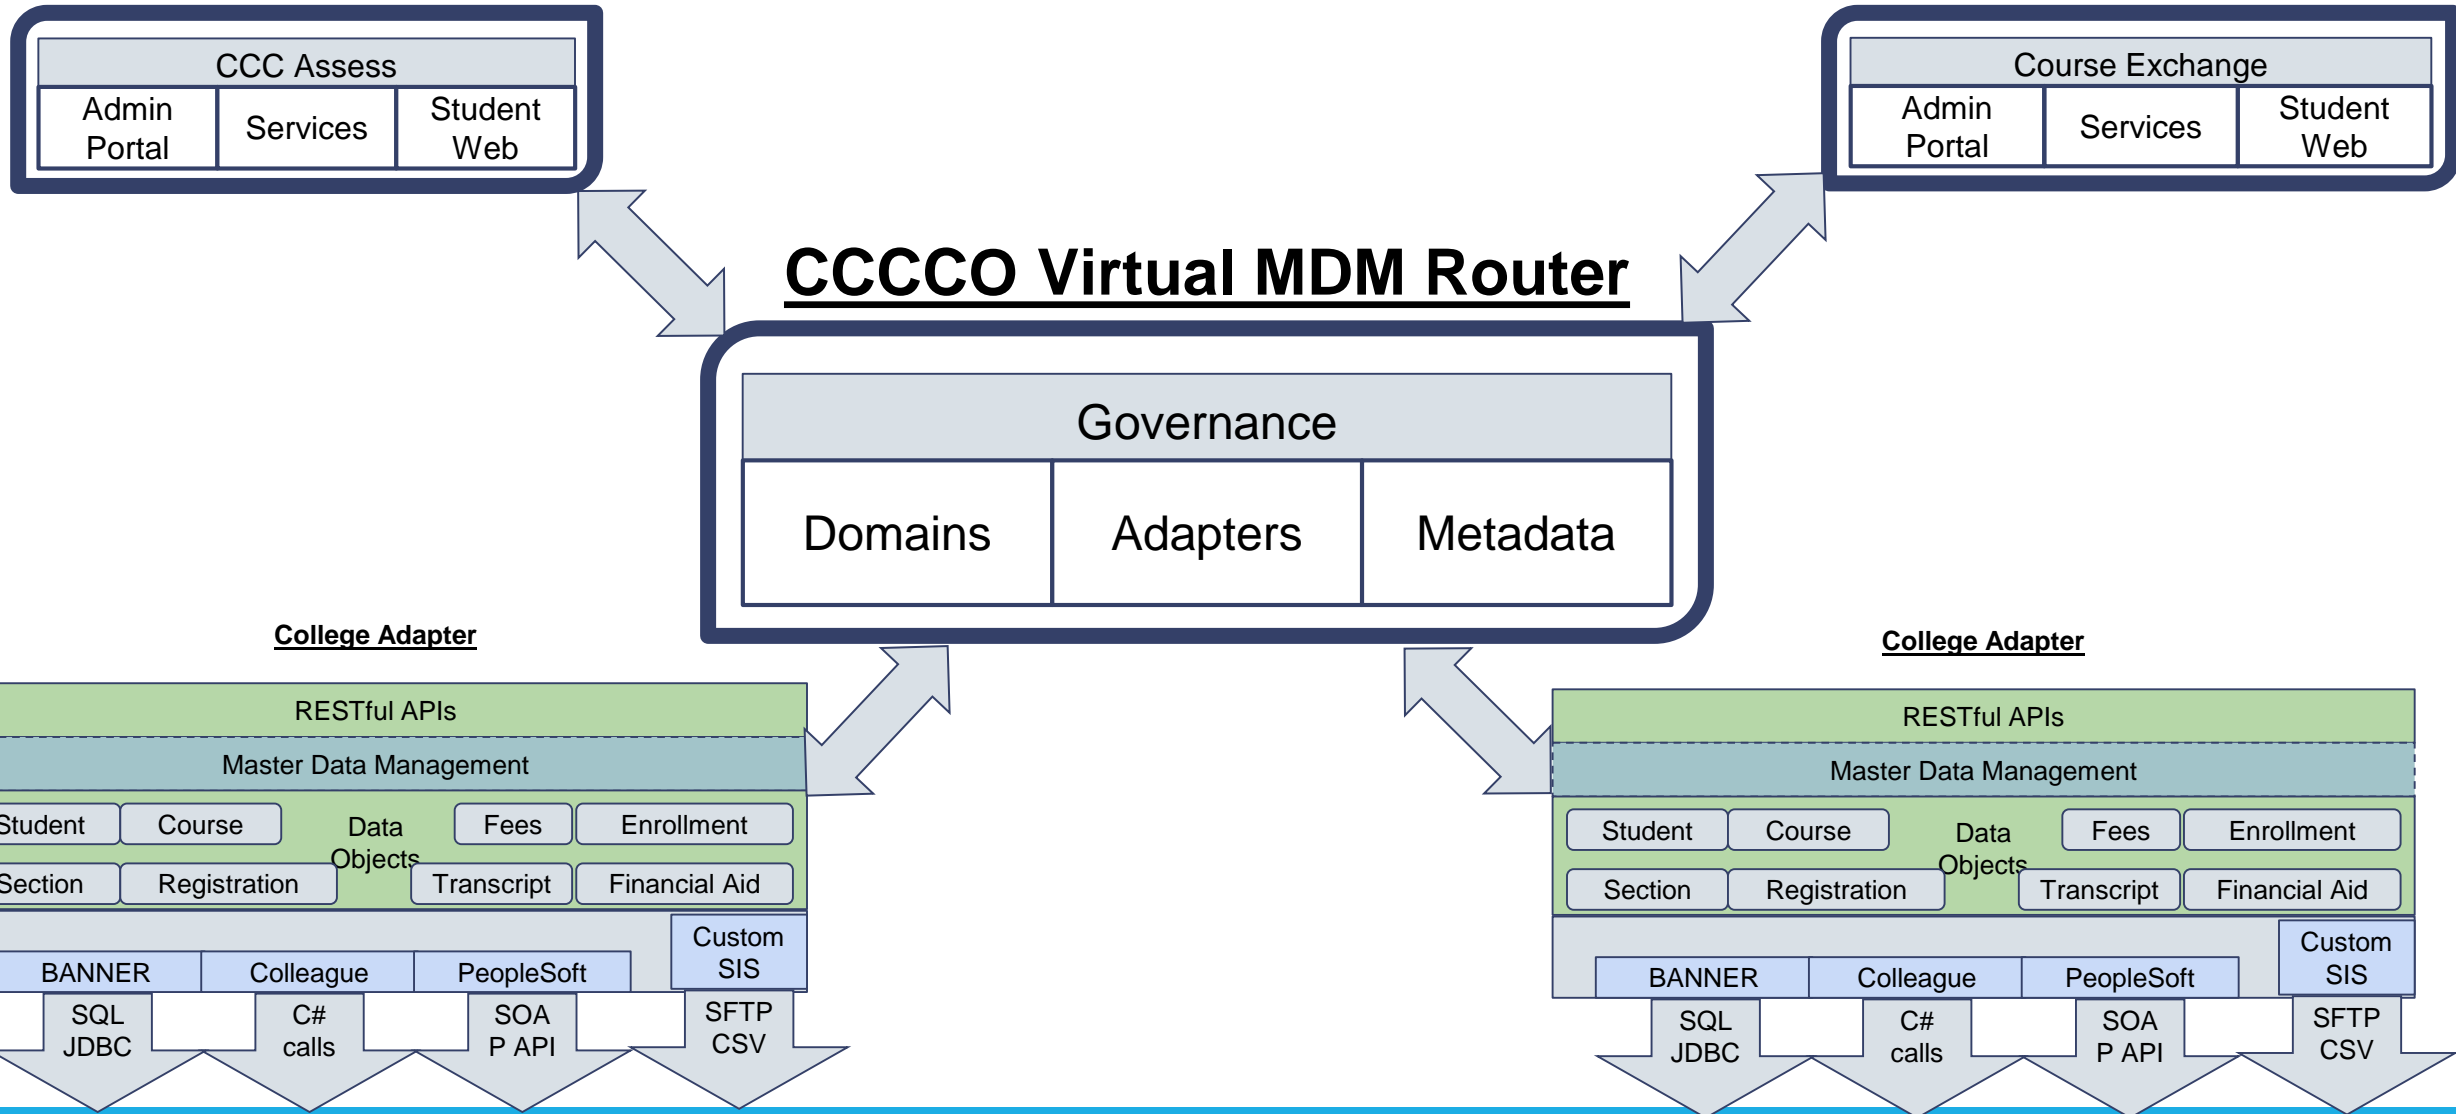 CCC Assess
Admin
Portal
Services
Student
Web
Course Exchange
Admin
Portal
Services
Student
Web
CCCCO Virtual MDM Router
Governance
Domains
Adapters
Metadata
College Adapter
RESTful APIs
Master Data Management
Student
Course
Data
Objects
Fees
Enrollment
Section
Registration
Transcript
Financial Aid
Custom
SIS
BANNER
Colleague
PeopleSoft
SQL
JDBC
C#
calls
SOA
P API
SFTP
CSV
College Adapter
RESTful APIs
Master Data Management
Student
Course
Data
Objects
Fees
Enrollment
Section
Registration
Transcript
Financial Aid
Custom
SIS
BANNER
Colleague
PeopleSoft
SQL
JDBC
C#
calls
SOA
P API
SFTP
CSV